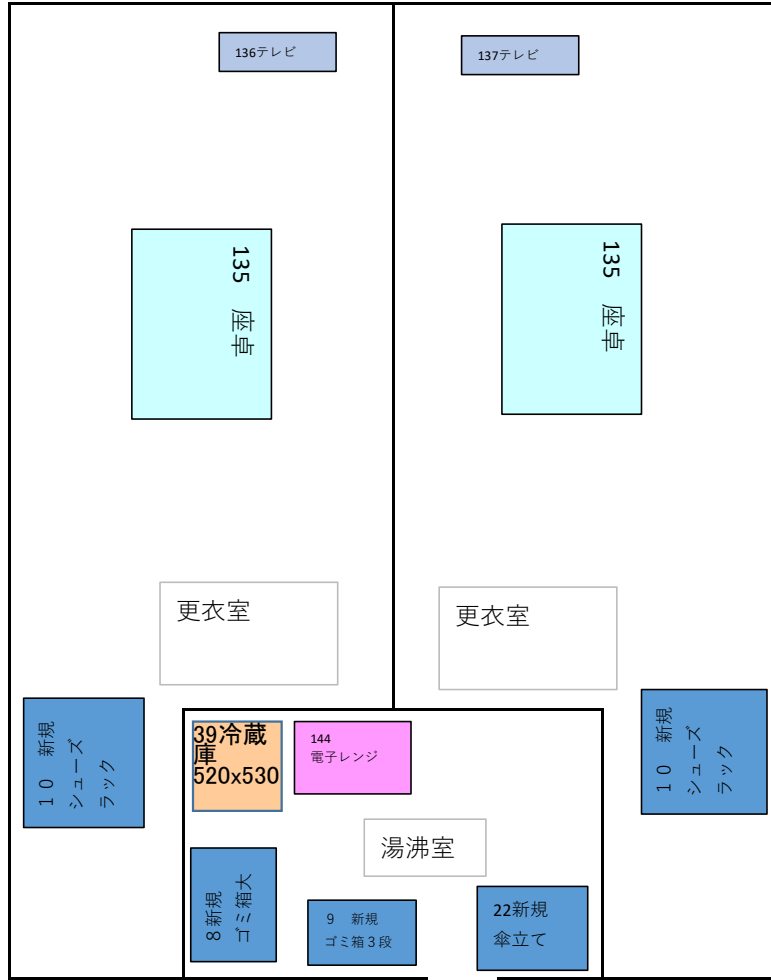 136テレビ
137テレビ
135　座卓
135　座卓
更衣室
更衣室
１０　新規
シューズ
ラック
39冷蔵
庫
520x530
144
電子レンジ
１０　新規
シューズ
ラック
湯沸室
８新規
ゴミ箱大
９　新規
ゴミ箱３段
22新規
傘立て